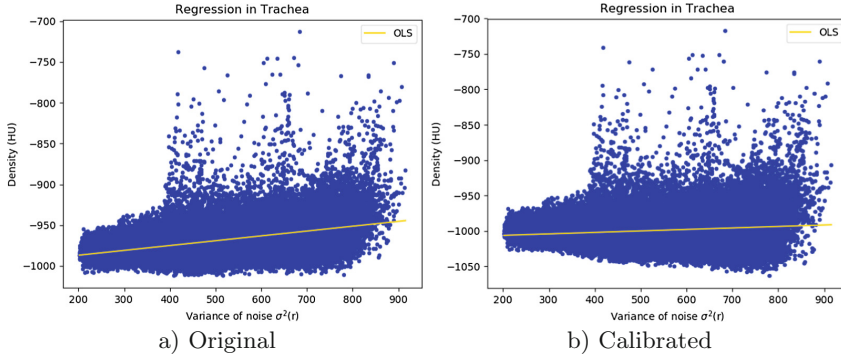 Regression in Trachea
OLS
−700
−750
−800
−850
−900
−950
−1000
Density (HU)
200 300 400 500 600 700 800 900
Variance of noise σ²(r)
a) Original
Regression in Trachea
OLS
−700
−750
−800
−850
−900
−950
−1000
−1050
Density (HU)
200 300 400 500 600 700 800 900
Variance of noise σ²(r)
b) Calibrated